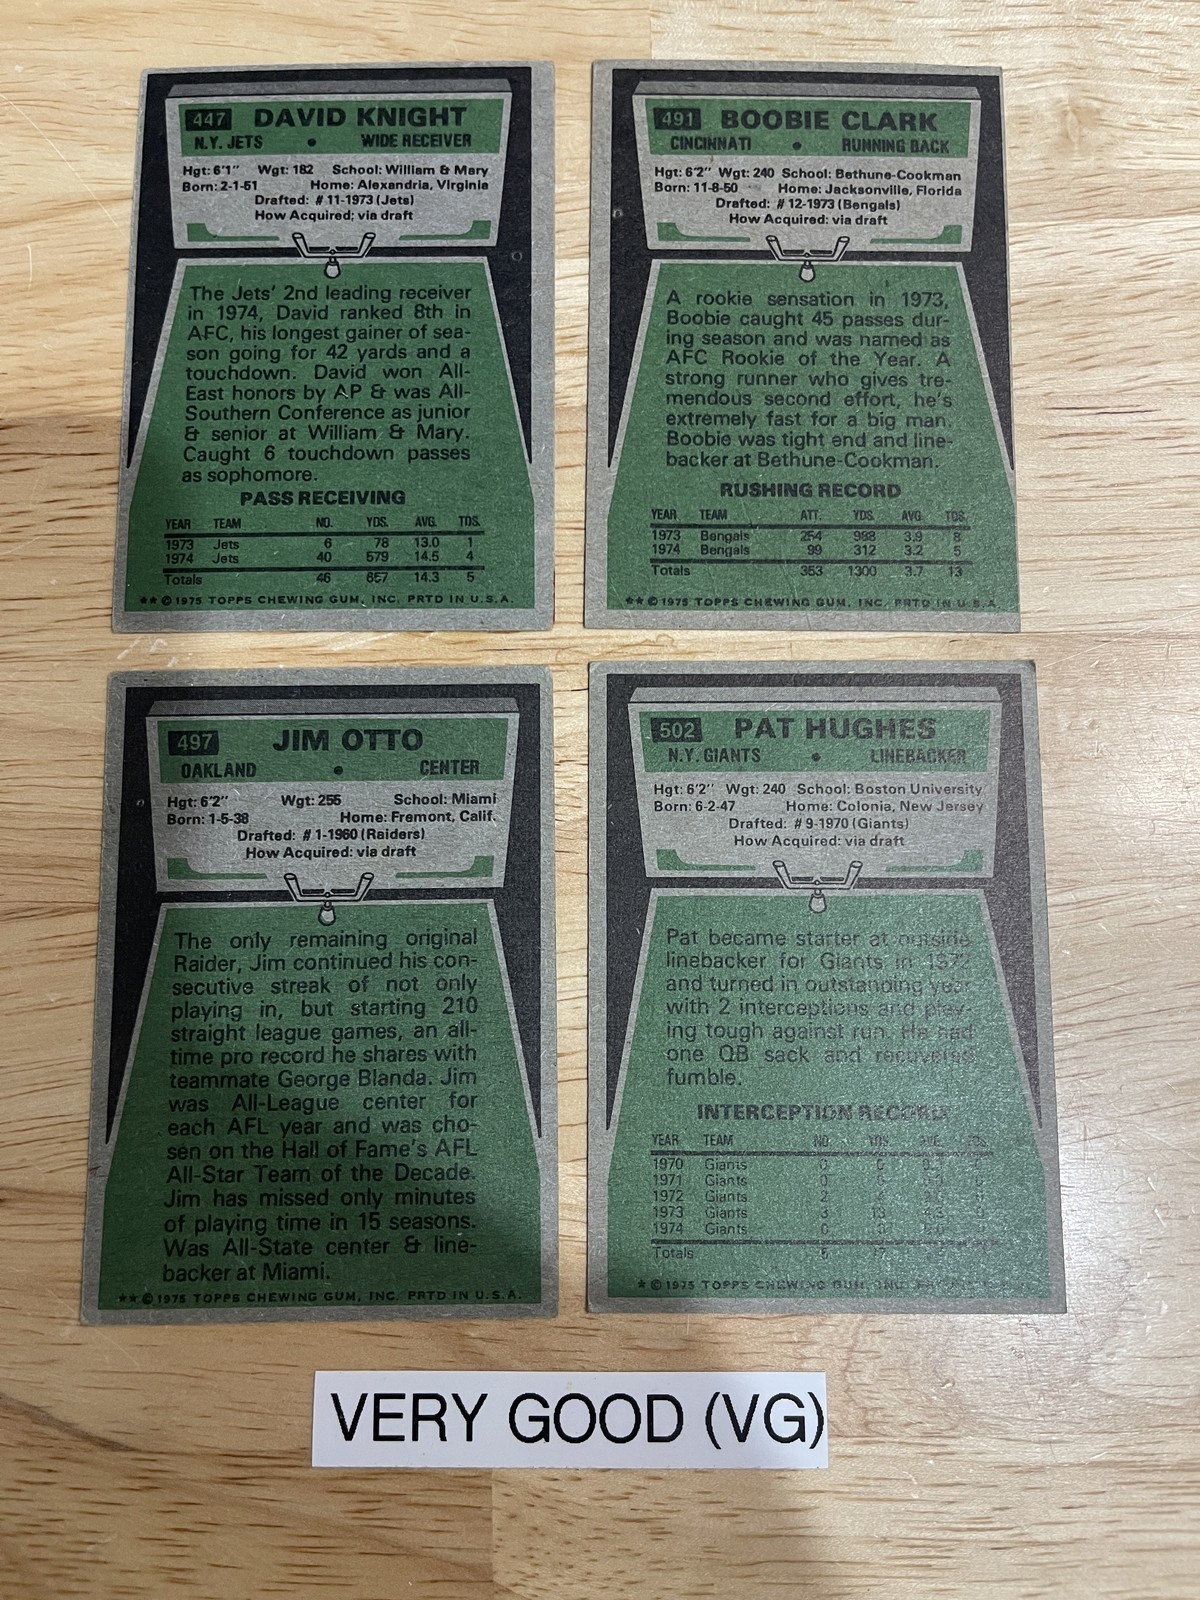 447 DAVID KNIGHT
N.Y. JETS • WIDE RECEIVER
Hgt: 6'1" Wgt: 182 School: William & Mary
Born: 2-1-51 Home: Alexandria, Virginia
Drafted: #11-1973 (Jets)
How Acquired: via draft
The Jets' 2nd leading receiver
in 1974, David ranked 8th in
AFC, his longest gainer of sea-
son going for 42 yards and a
touchdown. David won All-
East honors by AP & was All-
Southern Conference as junior
& senior at William & Mary.
Caught 6 touchdown passes
as sophomore.
PASS RECEIVING
YEAR TEAM NO. YDS. AVG. TDS.
1973 Jets 6 78 13.0 1
1974 Jets 40 579 14.5 4
Totals 46 657 14.3 5
** © 1975 TOPPS CHEWING GUM, INC. PRTD IN U.S.A.
491 BOOBIE CLARK
CINCINNATI • RUNNING BACK
Hgt: 6'2" Wgt: 240 School: Bethune-Cookman
Born: 11-8-50 Home: Jacksonville, Florida
Drafted: #12-1973 (Bengals)
How Acquired: via draft
A rookie sensation in 1973,
Boobie caught 45 passes dur-
ing season and was named as
AFC Rookie of the Year. A
strong runner who gives tre-
mendous second effort, he's
extremely fast for a big man.
Boobie was tight end and line-
backer at Bethune-Cookman.
RUSHING RECORD
YEAR TEAM ATT. YDS. AVG. TDS.
1973 Bengals 254 988 3.9 8
1974 Bengals 99 312 3.2 5
Totals 353 1300 3.7 13
** © 1975 TOPPS CHEWING GUM, INC. PRTD IN U.S.A.
497 JIM OTTO
OAKLAND • CENTER
Hgt: 6'2" Wgt: 255 School: Miami
Born: 1-5-38 Home: Fremont, Calif.
Drafted: #1-1960 (Raiders)
How Acquired: via draft
The only remaining original
Raider, Jim continued his con-
secutive streak of not only
playing in, but starting 210
straight league games, an all-
time pro record he shares with
teammate George Blanda. Jim
was All-League center for
each AFL year and was cho-
sen on the Hall of Fame's AFL
All-Star Team of the Decade.
Jim has missed only minutes
of playing time in 15 seasons.
Was All-State center & line-
backer at Miami.
** © 1975 TOPPS CHEWING GUM, INC. PRTD IN U.S.A.
502 PAT HUGHES
N.Y. GIANTS • LINEBACKER
Hgt: 6'2" Wgt: 240 School: Boston University
Born: 6-2-47 Home: Colonia, New Jersey
Drafted: #9-1970 (Giants)
How Acquired: via draft
Pat became starter at outside
linebacker for Giants in 1972
and turned in outstanding year
with 2 interceptions and play-
ing tough against run. He had
one QB sack and recovered
fumble.
INTERCEPTION RECORD
YEAR TEAM NO. YDS. AVG.
1970 Giants 0 0
1971 Giants 0
1972 Giants 2
1973 Giants 3 13 4.3
1974 Giants 0
Totals 5 17
* © 1975 TOPPS CHEWING GUM, INC.
VERY GOOD (VG)